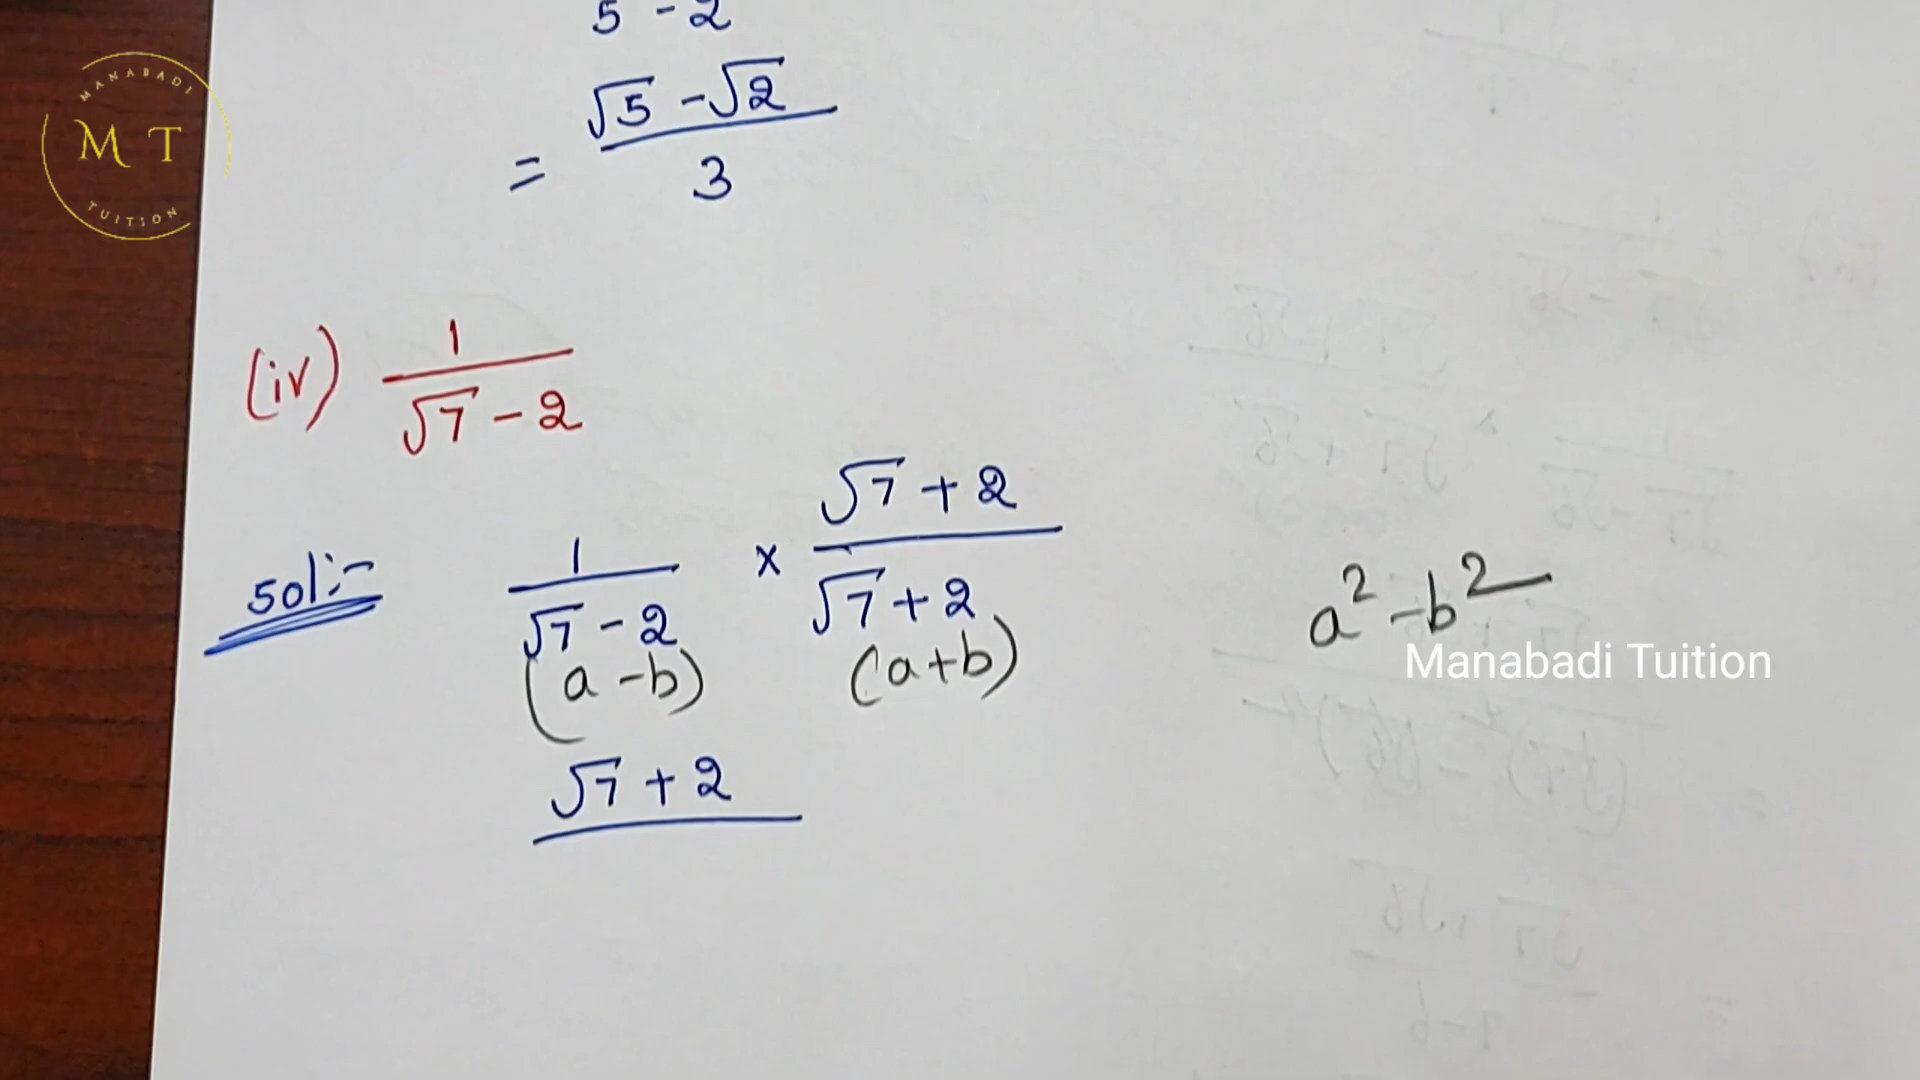 5 - 2
√5 - √2
= 3
MANABADI
M T
TUITION
(iv) 1
√7 - 2
√7 + 2
sol:- 1 ×
√7 - 2 √7 + 2
a² - b²
(a - b) (a + b)
Manabadi Tuition
√7 + 2